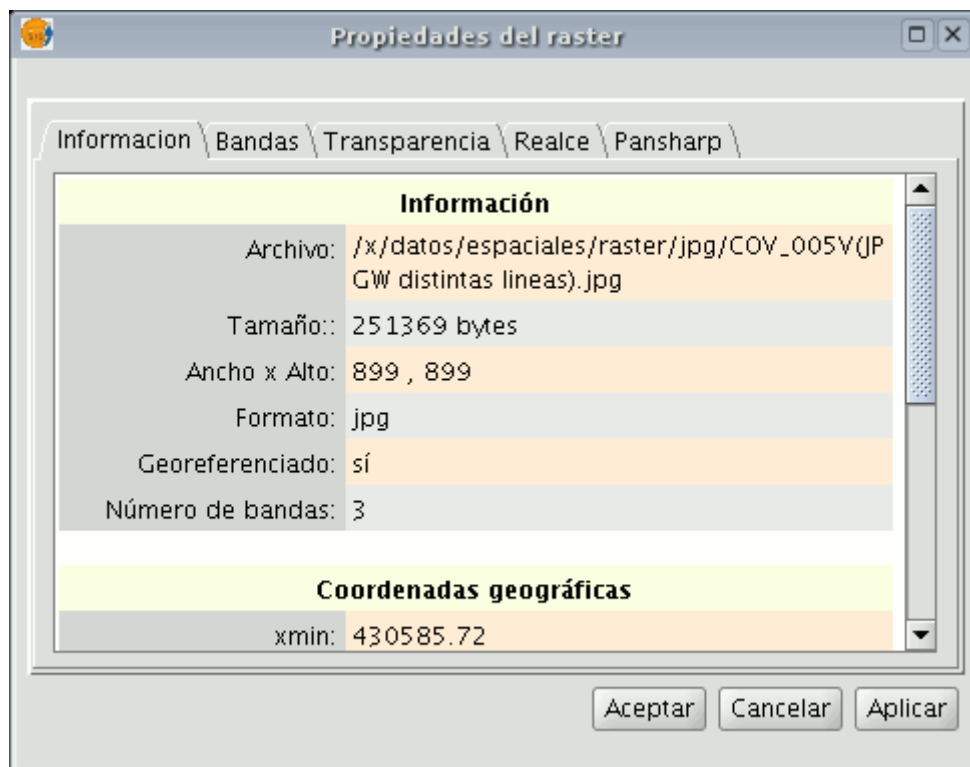 Propiedades del raster
Informacion Bandas Transparencia Realce Pansharp
Información
Archivo: /x/datos/espaciales/raster/jpg/COV_005V(JP
GW distintas lineas).jpg
Tamaño:: 251369 bytes
Ancho x Alto: 899 , 899
Formato: jpg
Georeferenciado: sí
Número de bandas: 3
Coordenadas geográficas
xmin: 430585.72
Aceptar Cancelar Aplicar